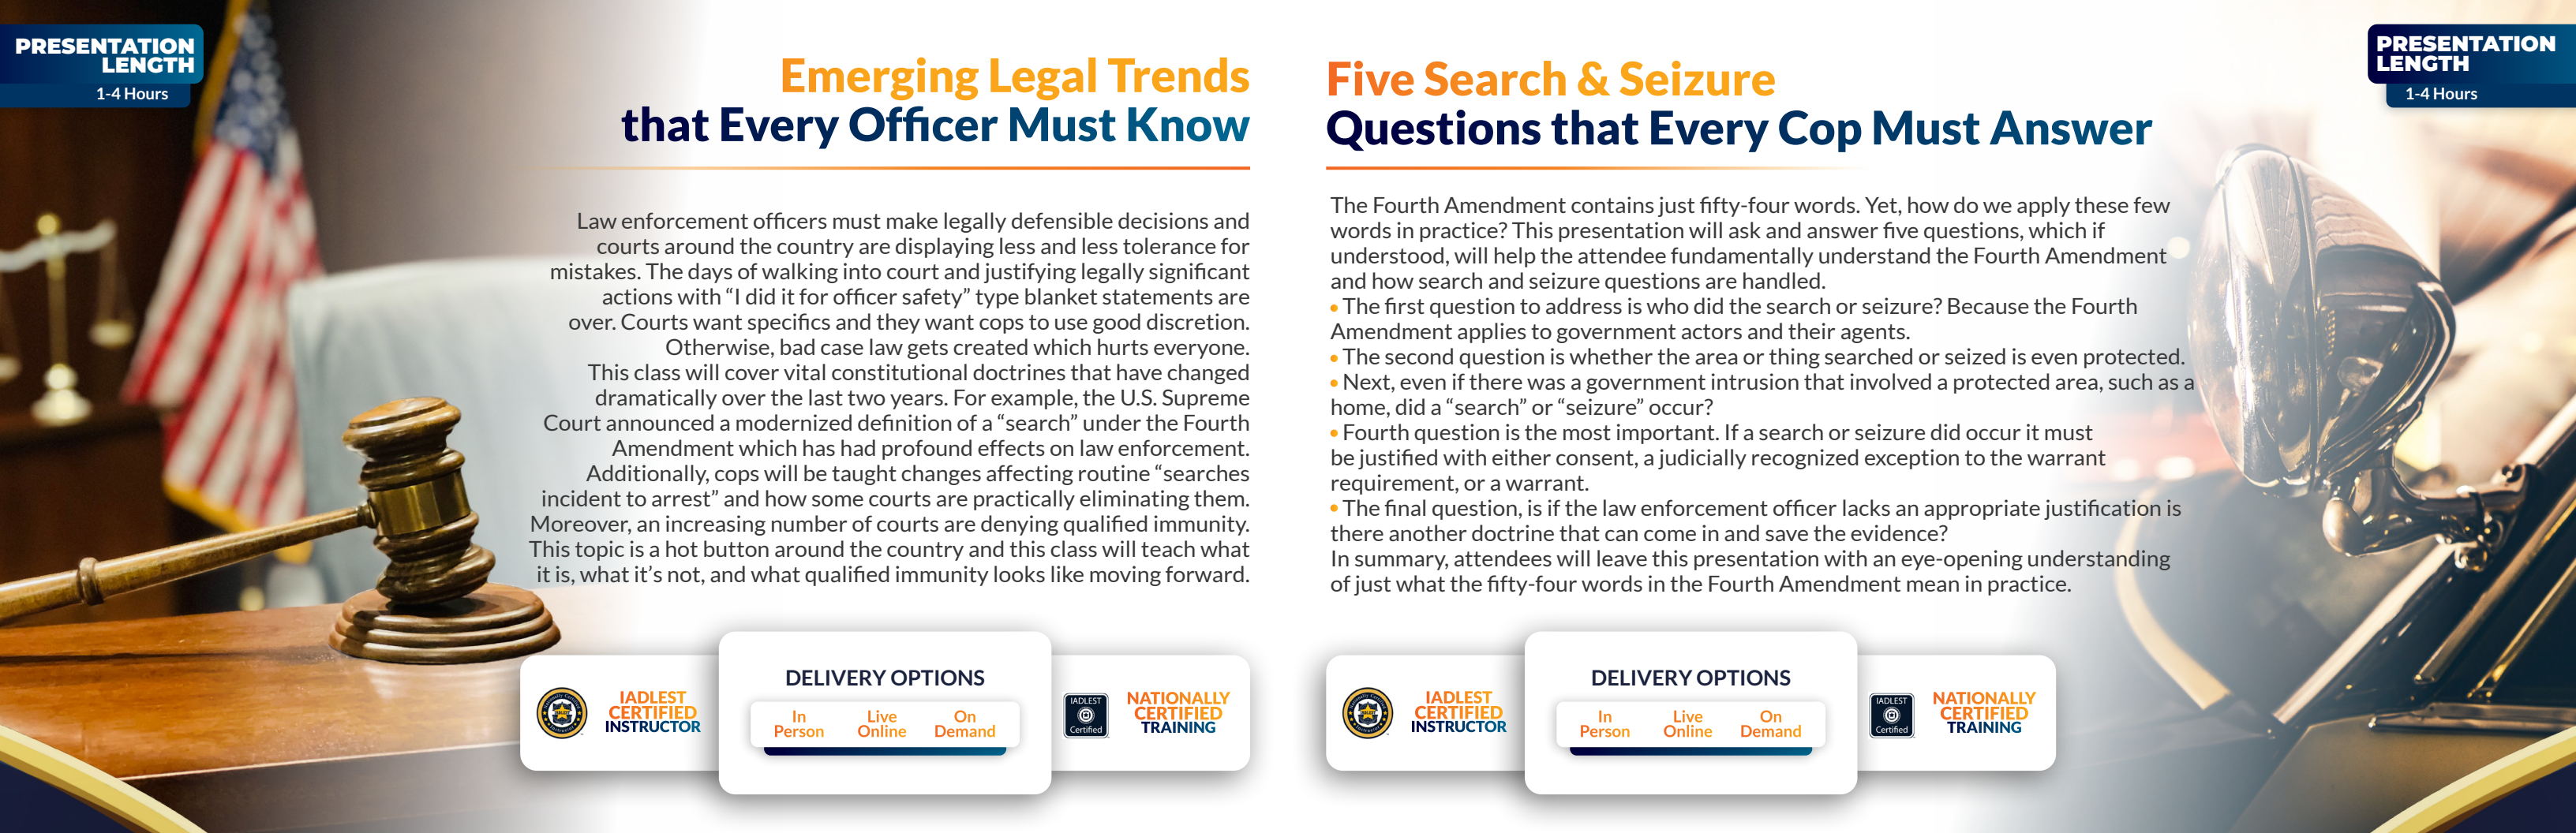 PRESENTATION
LENGTH
1-4 Hours
Emerging Legal Trends
that Every Officer Must Know
Law enforcement officers must make legally defensible decisions and
courts around the country are displaying less and less tolerance for
mistakes. The days of walking into court and justifying legally significant
actions with “I did it for officer safety” type blanket statements are
over. Courts want specifics and they want cops to use good discretion.
Otherwise, bad case law gets created which hurts everyone.
This class will cover vital constitutional doctrines that have changed
dramatically over the last two years. For example, the U.S. Supreme
Court announced a modernized definition of a “search” under the Fourth
Amendment which has had profound effects on law enforcement.
Additionally, cops will be taught changes affecting routine “searches
incident to arrest” and how some courts are practically eliminating them.
Moreover, an increasing number of courts are denying qualified immunity.
This topic is a hot button around the country and this class will teach what
it is, what it’s not, and what qualified immunity looks like moving forward.
IADLEST
CERTIFIED
INSTRUCTOR
DELIVERY OPTIONS
In Person
Live Online
On Demand
IADLEST
Certified
NATIONALLY
CERTIFIED
TRAINING
PRESENTATION
LENGTH
1-4 Hours
Five Search & Seizure
Questions that Every Cop Must Answer
The Fourth Amendment contains just fifty-four words. Yet, how do we apply these few
words in practice? This presentation will ask and answer five questions, which if
understood, will help the attendee fundamentally understand the Fourth Amendment
and how search and seizure questions are handled.
• The first question to address is who did the search or seizure? Because the Fourth
Amendment applies to government actors and their agents.
• The second question is whether the area or thing searched or seized is even protected.
• Next, even if there was a government intrusion that involved a protected area, such as a
home, did a “search” or “seizure” occur?
• Fourth question is the most important. If a search or seizure did occur it must
be justified with either consent, a judicially recognized exception to the warrant
requirement, or a warrant.
• The final question, is if the law enforcement officer lacks an appropriate justification is
there another doctrine that can come in and save the evidence?
In summary, attendees will leave this presentation with an eye-opening understanding
of just what the fifty-four words in the Fourth Amendment mean in practice.
IADLEST
CERTIFIED
INSTRUCTOR
DELIVERY OPTIONS
In Person
Live Online
On Demand
IADLEST
Certified
NATIONALLY
CERTIFIED
TRAINING